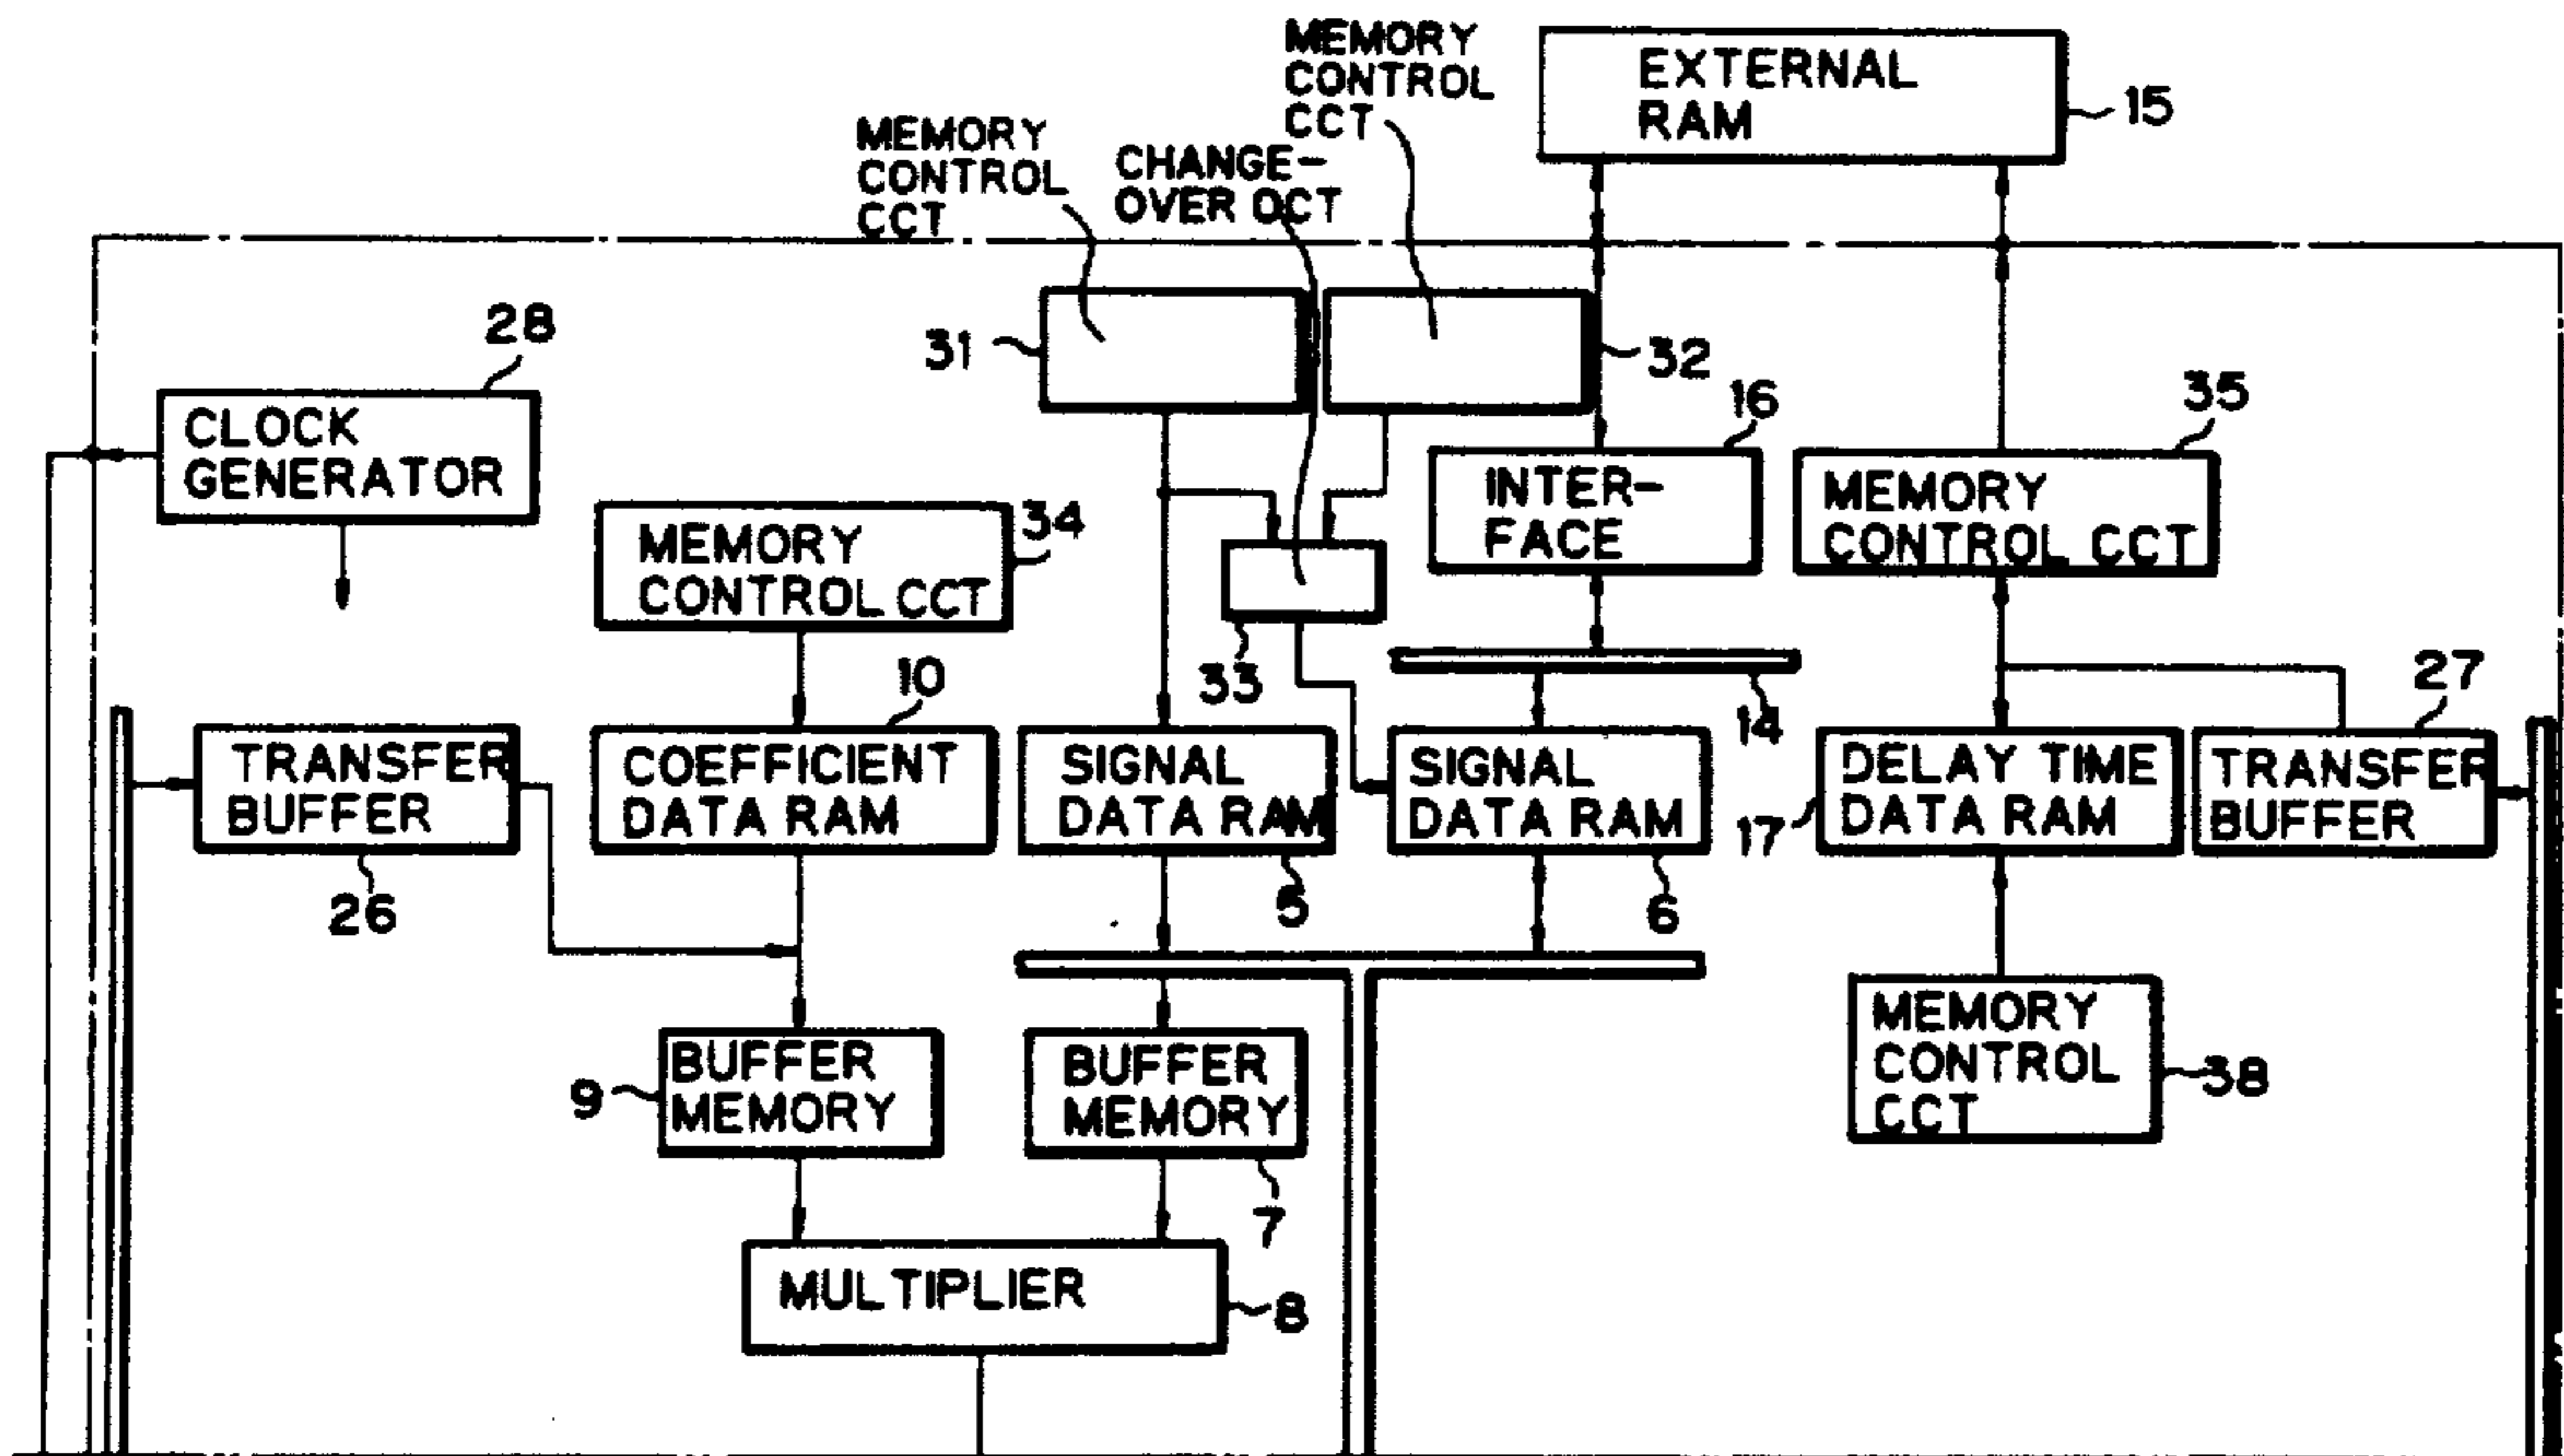 MEMORY
CONTROL
CCT
EXTERNAL
RAM
15
MEMORY
CONTROL
CCT
CHANGE-
OVER CCT
28
31
32
CLOCK
GENERATOR
16
35
INTER-
FACE
MEMORY
CONTROL CCT
34
MEMORY
CONTROL CCT
33
10
14
27
TRANSFER
BUFFER
COEFFICIENT
DATA RAM
SIGNAL
DATA RAM
SIGNAL
DATA RAM
17
DELAY TIME
DATA RAM
TRANSFER
BUFFER
26
5
6
9
BUFFER
MEMORY
BUFFER
MEMORY
MEMORY
CONTROL
CCT
38
7
MULTIPLIER
8